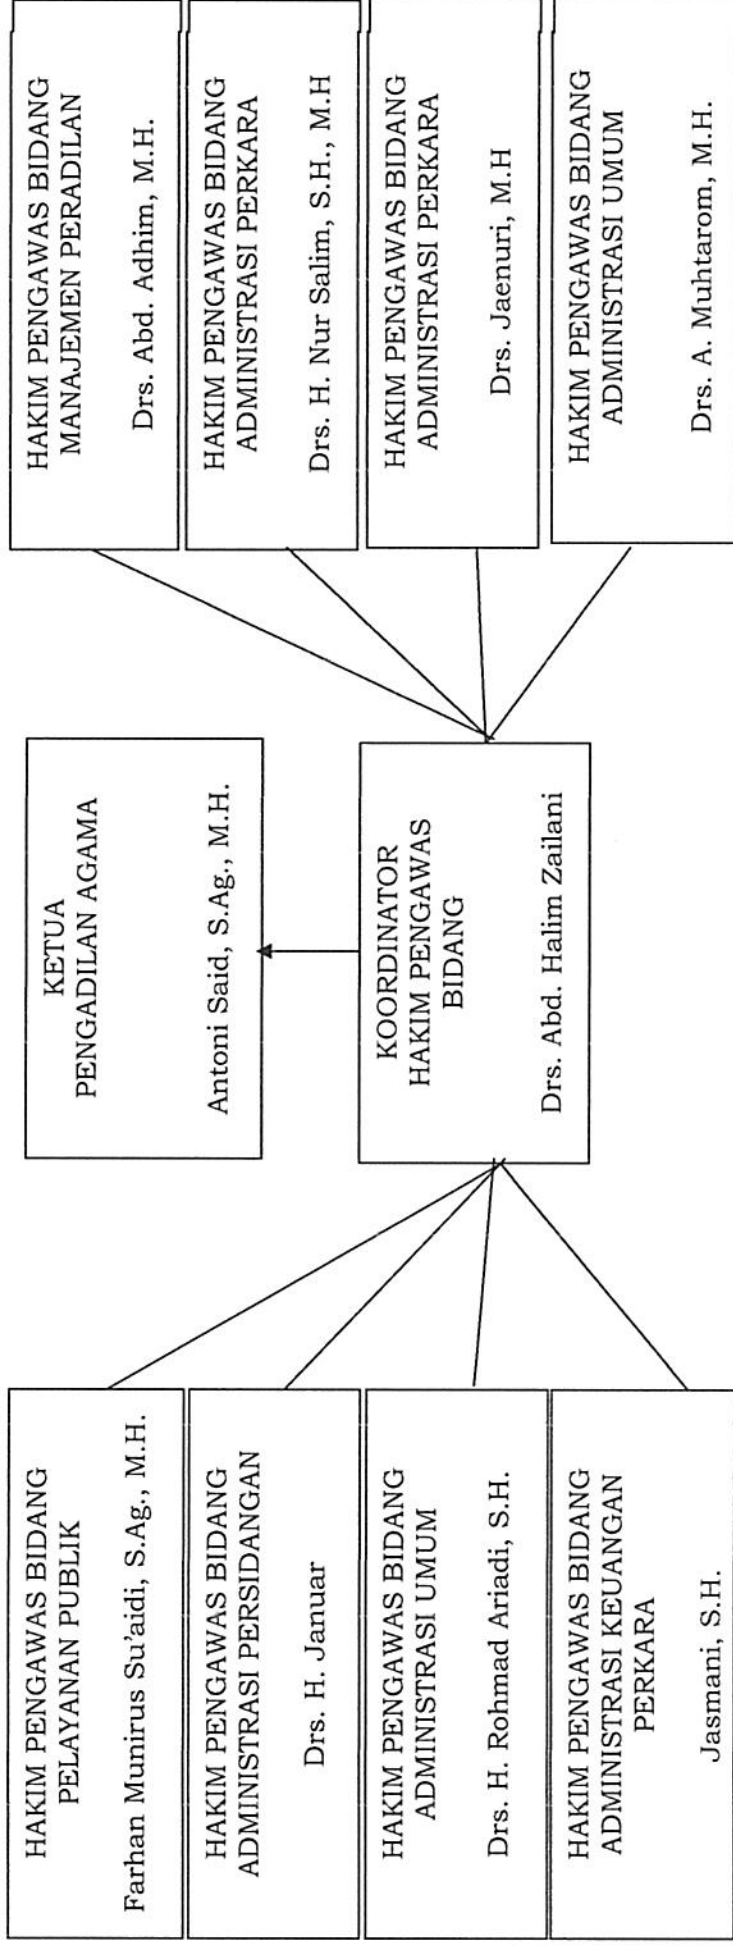 HAKIM PENGAWAS BIDANG
PELAYANAN PUBLIK
Farhan Munirus Su'aidi, S.Ag., M.H.
HAKIM PENGAWAS BIDANG
ADMINISTRASI PERSIDANGAN
Drs. H. Januar
HAKIM PENGAWAS BIDANG
ADMINISTRASI UMUM
Drs. H. Rohmad Ariadi, S.H.
HAKIM PENGAWAS BIDANG
ADMINISTRASI KEUANGAN
PERKARA
Jasmani, S.H.
KETUA
PENGADILAN AGAMA
Antoni Said, S.Ag., M.H.
KOORDINATOR
HAKIM PENGAWAS
BIDANG
Drs. Abd. Halim Zailani
HAKIM PENGAWAS BIDANG
MANAJEMEN PERADILAN
Drs. Abd. Adhim, M.H.
HAKIM PENGAWAS BIDANG
ADMINISTRASI PERKARA
Drs. H. Nur Salim, S.H., M.H
HAKIM PENGAWAS BIDANG
ADMINISTRASI PERKARA
Drs. Jaenuri, M.H
HAKIM PENGAWAS BIDANG
ADMINISTRASI UMUM
Drs. A. Muhtarom, M.H.